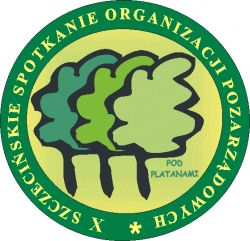 X SZCZECIŃSKIE SPOTKANIE ORGANIZACJI POZARZĄDOWYCH *
POD
PLATANAMI